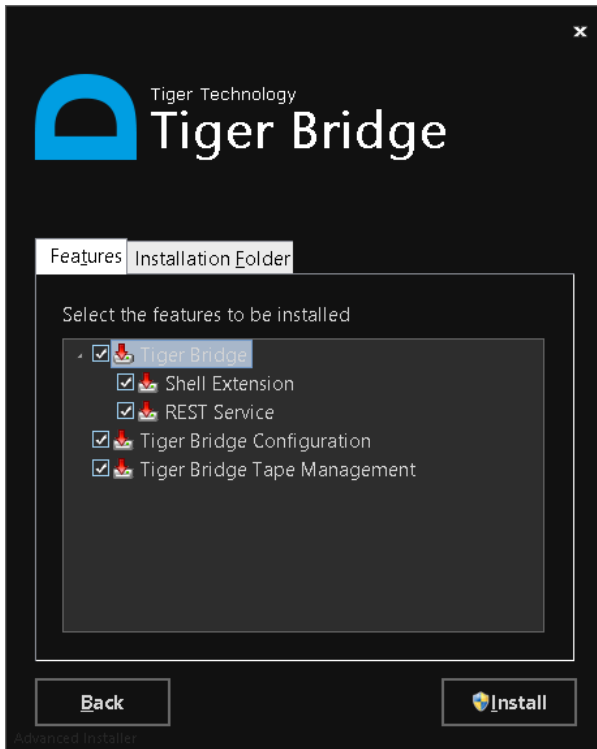 Tiger Technology
Tiger Bridge
Features
Installation Folder
Select the features to be installed
Tiger Bridge
Shell Extension
REST Service
Tiger Bridge Configuration
Tiger Bridge Tape Management
Back
Install
Advanced Installer